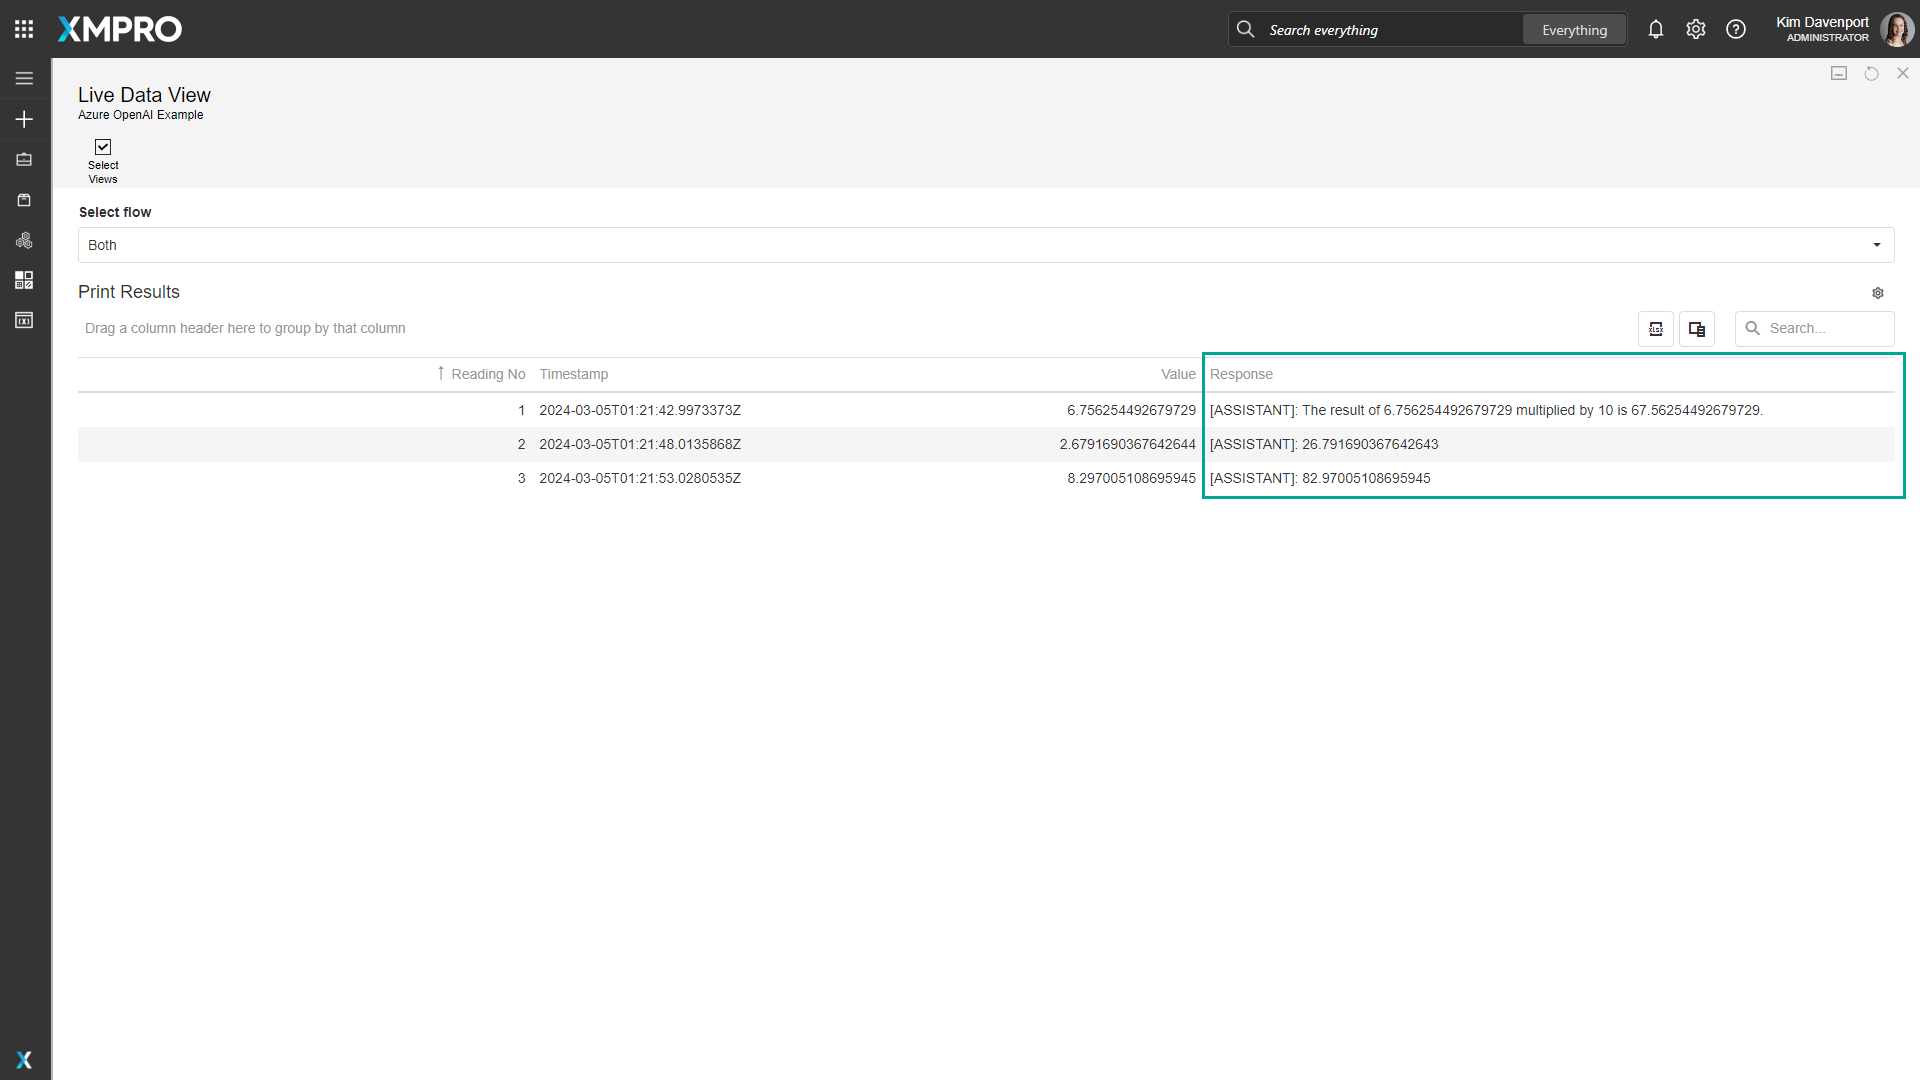 XMPRO
Search everything
Everything
Kim Davenport
ADMINISTRATOR
Live Data View
Azure OpenAI Example
Select
Views
Select flow
Both
Print Results
Drag a column header here to group by that column
xlsx
Search...
Reading No Timestamp Value Response
1 2024-03-05T01:21:42.9973373Z 6.756254492679729 [ASSISTANT]: The result of 6.756254492679729 multiplied by 10 is 67.56254492679729.
2 2024-03-05T01:21:48.0135868Z 2.6791690367642644 [ASSISTANT]: 26.791690367642643
3 2024-03-05T01:21:53.0280535Z 8.297005108695945 [ASSISTANT]: 82.97005108695945